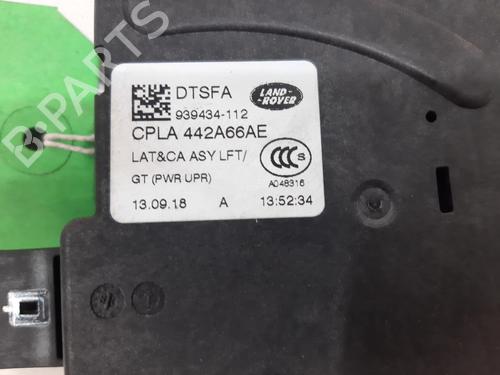 B-PARTS
DTSFA
LAND-
ROVER
939434-112
CPLA 442A66AE
LAT&CA ASY LFT/
GT (PWR UPR)
CCC S
A048316
13.09.18 A 13:52:34